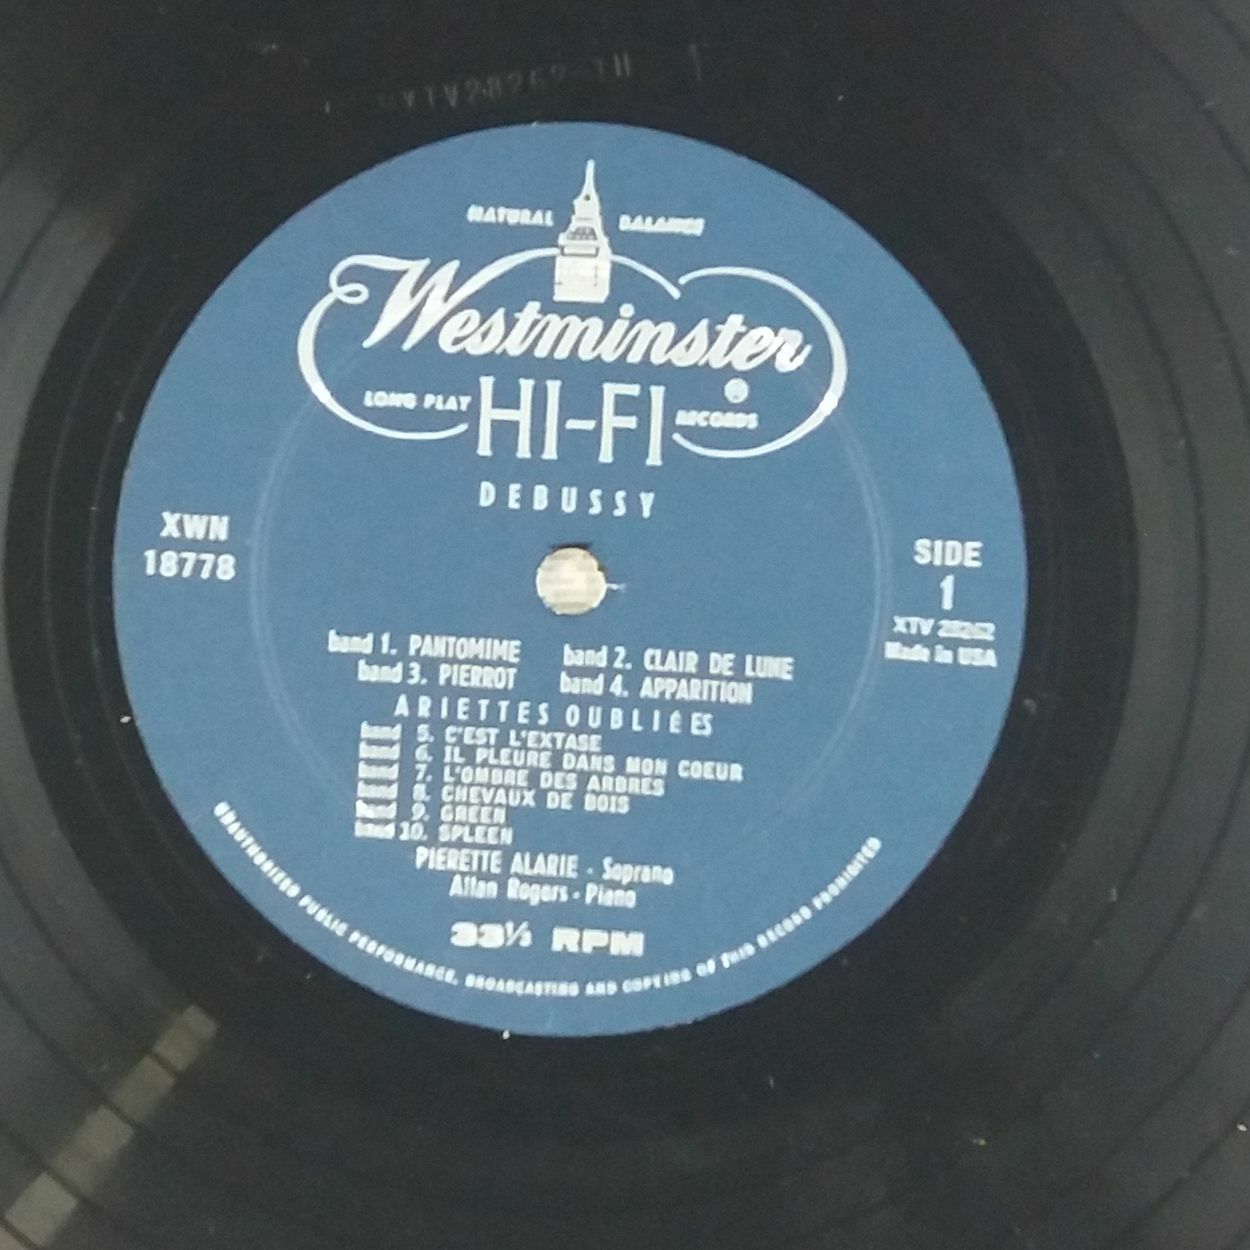 XTV28262-1H
NATURAL BALANCE
Westminster
LONG PLAY HI-FI RECORDS
®
DEBUSSY
XWN
18778
SIDE
1
XTV 28262
Made in USA
band 1. PANTOMIME band 2. CLAIR DE LUNE
band 3. PIERROT band 4. APPARITION
ARIETTES OUBLIÉES
band 5. C'EST L'EXTASE
band 6. IL PLEURE DANS MON COEUR
band 7. L'OMBRE DES ARBRES
band 8. CHEVAUX DE BOIS
band 9. GREEN
band 10. SPLEEN
PIERETTE ALARIE - Soprano
Allan Rogers - Piano
33⅓ RPM
UNAUTHORIZED PUBLIC PERFORMANCE, BROADCASTING AND COPYING OF THIS RECORD PROHIBITED